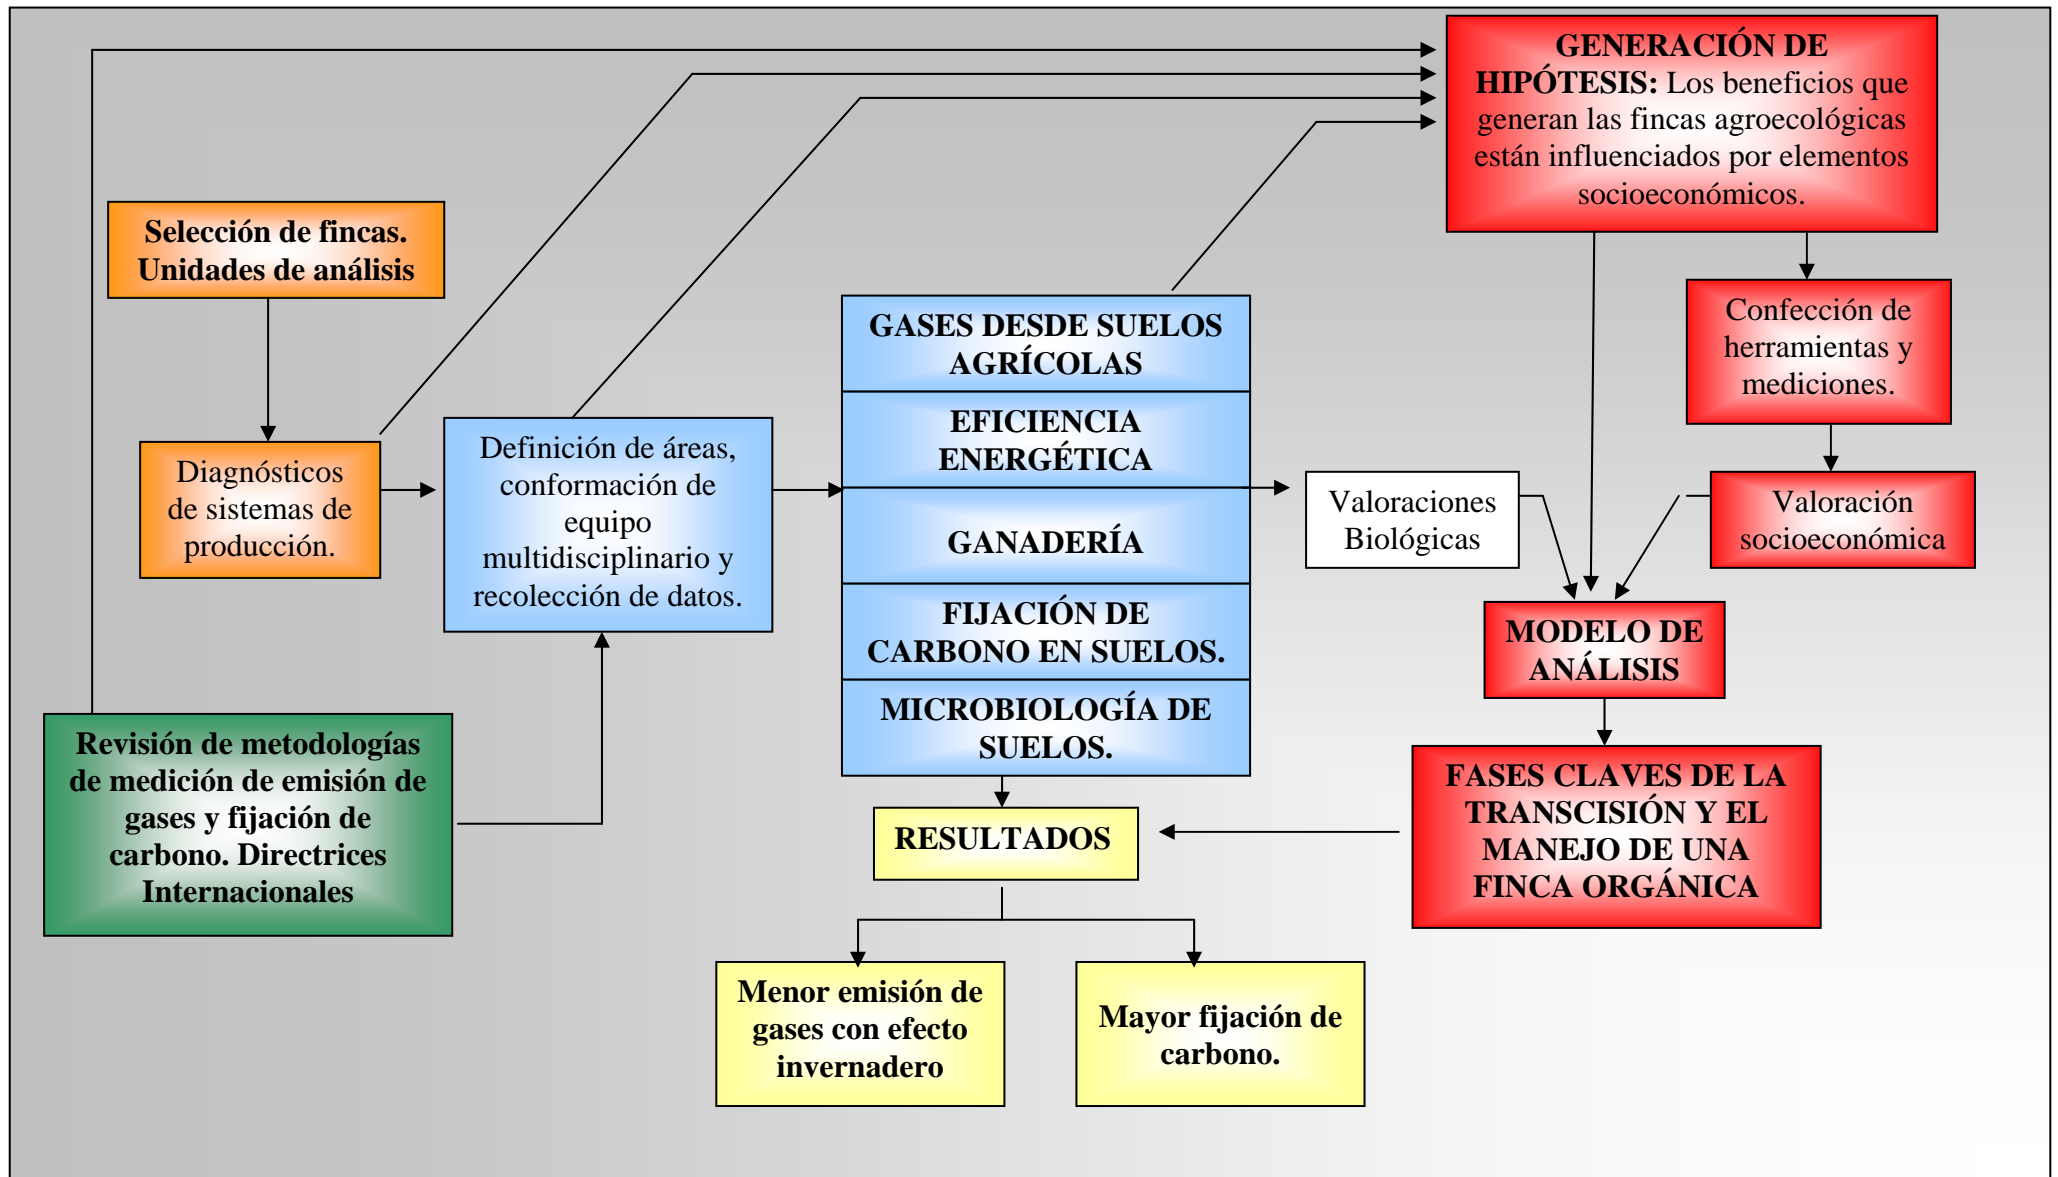 GENERACIÓN DE
HIPÓTESIS: Los beneficios que
generan las fincas agroecológicas
están influenciados por elementos
socioeconómicos.
Selección de fincas.
Unidades de análisis
Diagnósticos
de sistemas de
producción.
Definición de áreas,
conformación de
equipo
multidisciplinario y
recolección de datos.
GASES DESDE SUELOS
AGRÍCOLAS
EFICIENCIA
ENERGÉTICA
GANADERÍA
FIJACIÓN DE
CARBONO EN SUELOS.
MICROBIOLOGÍA DE
SUELOS.
Valoraciones
Biológicas
Confección de
herramientas y
mediciones.
Valoración
socioeconómica
MODELO DE
ANÁLISIS
FASES CLAVES DE LA
TRANSCISIÓN Y EL
MANEJO DE UNA
FINCA ORGÁNICA
Revisión de metodologías
de medición de emisión de
gases y fijación de
carbono. Directrices
Internacionales
RESULTADOS
Menor emisión de
gases con efecto
invernadero
Mayor fijación de
carbono.